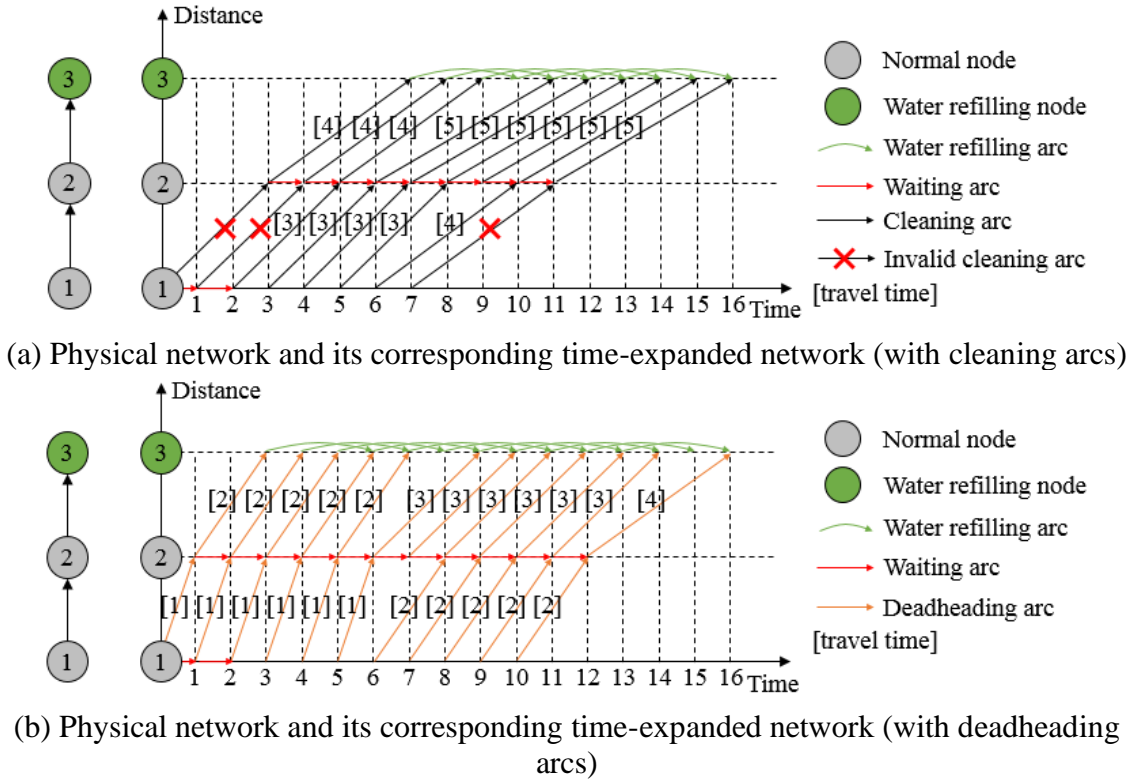 Distance
3
3
Normal node
[4] [4] [4] [5] [5] [5] [5] [5] [5]
Water refilling node
Water refilling arc
2
2
Waiting arc
[3] [3] [3] [3] [4]
Cleaning arc
Invalid cleaning arc
1
1
1 2 3 4 5 6 7 8 9 10 11 12 13 14 15 16 Time
[travel time]
(a) Physical network and its corresponding time-expanded network (with cleaning arcs)
Distance
3
3
Normal node
[2] [2] [2] [2] [2] [3] [3] [3] [3] [3] [3] [4]
Water refilling node
Water refilling arc
2
2
Waiting arc
[1] [1] [1] [1] [1] [1] [2] [2] [2] [2] [2]
Deadheading arc
[travel time]
1
1
1 2 3 4 5 6 7 8 9 10 11 12 13 14 15 16 Time
(b) Physical network and its corresponding time-expanded network (with deadheading
arcs)